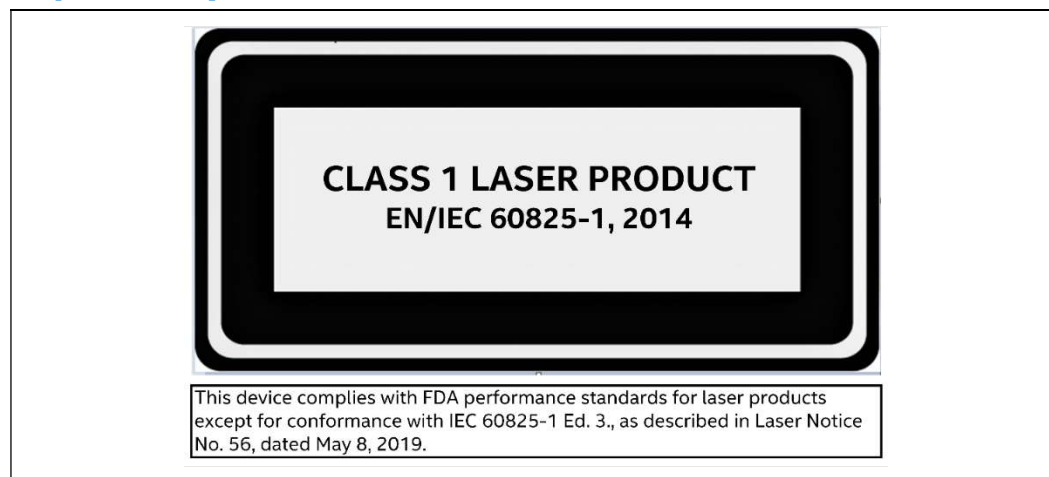 CLASS 1 LASER PRODUCT
EN/IEC 60825-1, 2014
This device complies with FDA performance standards for laser products
except for conformance with IEC 60825-1 Ed. 3., as described in Laser Notice
No. 56, dated May 8, 2019.